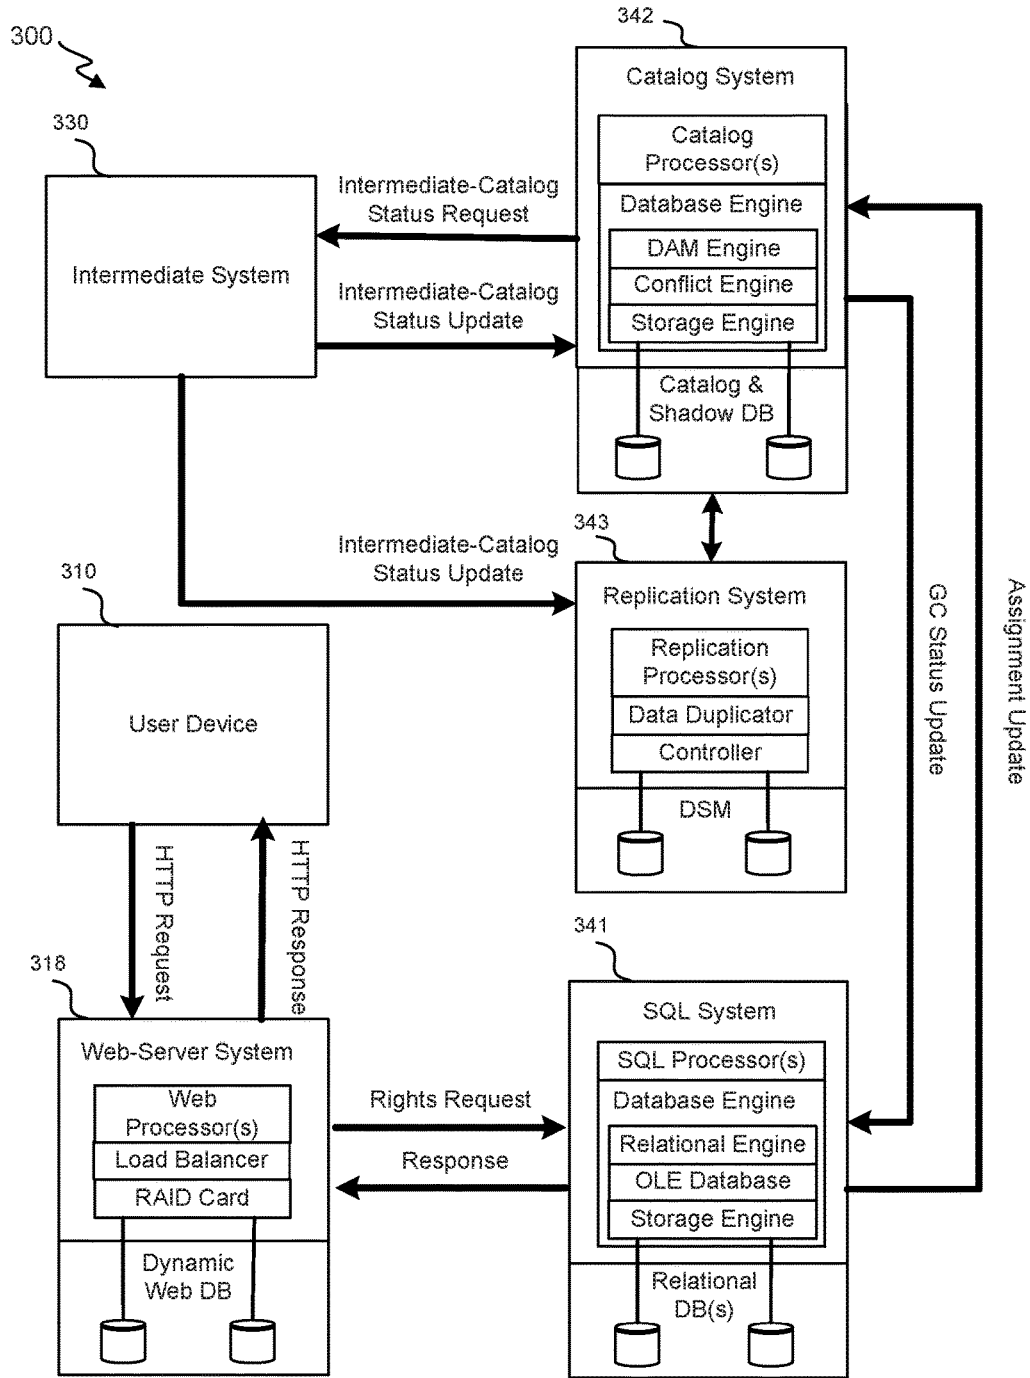 300
342
Catalog System
Catalog
Processor(s)
Database Engine
DAM Engine
Conflict Engine
Storage Engine
Catalog &
Shadow DB
330
Intermediate System
Intermediate-Catalog
Status Request
Intermediate-Catalog
Status Update
Intermediate-Catalog
Status Update
343
Replication System
Replication
Processor(s)
Data Duplicator
Controller
DSM
GC Status Update
Assignment Update
310
User Device
HTTP Request
HTTP Response
318
Web-Server System
Web
Processor(s)
Load Balancer
RAID Card
Dynamic
Web DB
Rights Request
Response
341
SQL System
SQL Processor(s)
Database Engine
Relational Engine
OLE Database
Storage Engine
Relational
DB(s)